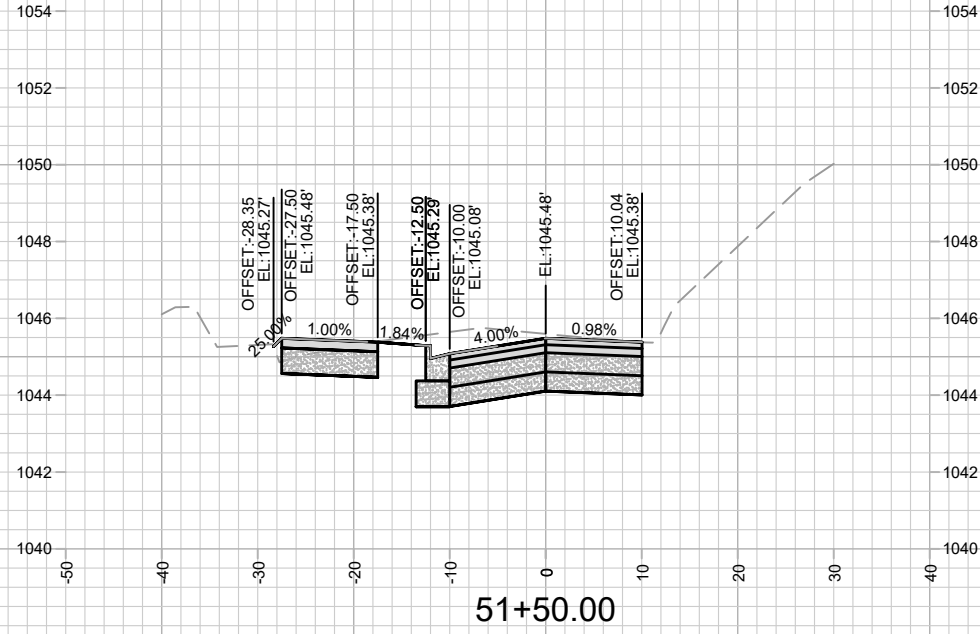 1054
1054
1052
1052
1050
1050
OFFSET:-28.35
EL:1045.27'
OFFSET:-27.50
EL:1045.48'
OFFSET:-17.50
EL:1045.38'
OFFSET:-12.50
EL:1045.29'
OFFSET:-10.00
EL:1045.08'
EL:1045.48'
OFFSET:10.04
EL:1045.38'
1048
1048
1046
1046
25.00%
1.00%
1.84%
4.00%
0.98%
1044
1044
1042
1042
1040
1040
-50
-40
-30
-20
-10
0
10
20
30
40
51+50.00